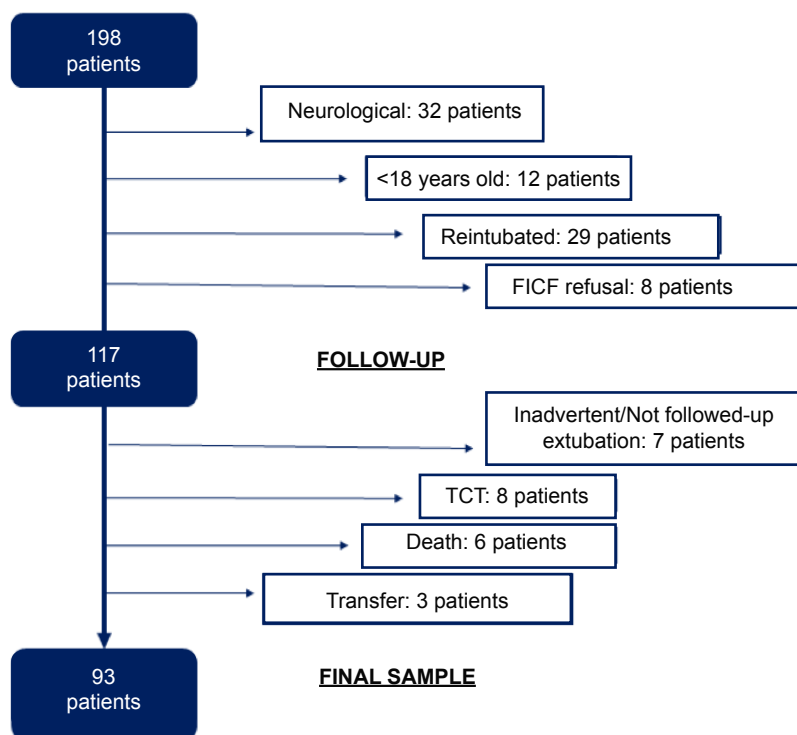 198
patients
Neurological: 32 patients
<18 years old: 12 patients
Reintubated: 29 patients
FICF refusal: 8 patients
117
patients
FOLLOW-UP
Inadvertent/Not followed-up
extubation: 7 patients
TCT: 8 patients
Death: 6 patients
Transfer: 3 patients
93
patients
FINAL SAMPLE